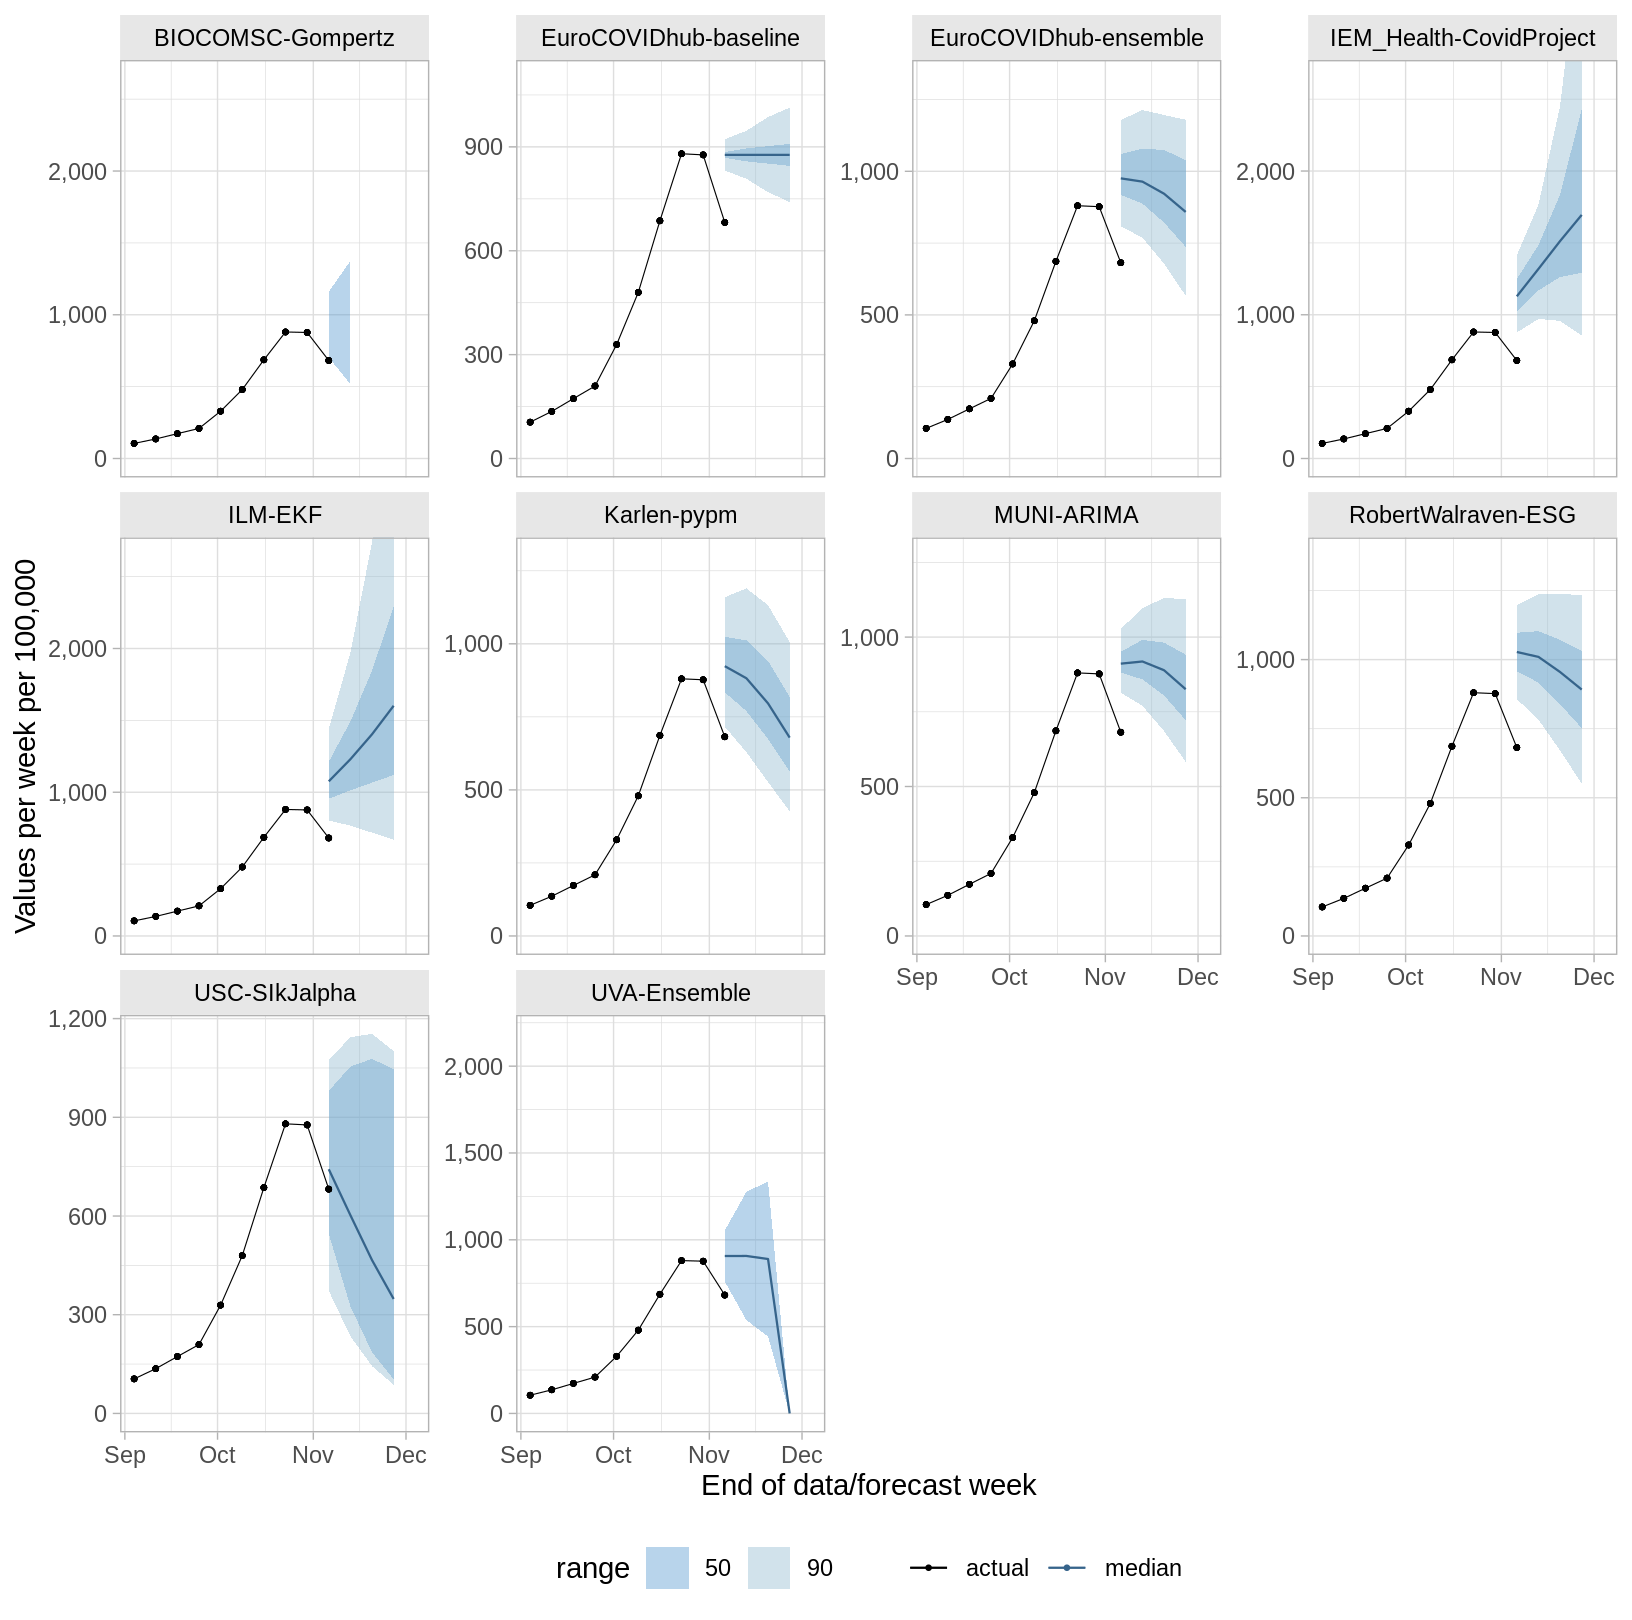 BIOCOMSC-Gompertz
EuroCOVIDhub-baseline
EuroCOVIDhub-ensemble
IEM_Health-CovidProject
2,000
1,000
0
900
600
300
0
1,000
500
0
2,000
1,000
0
ILM-EKF
Karlen-pypm
MUNI-ARIMA
RobertWalraven-ESG
2,000
1,000
0
1,000
500
0
1,000
500
0
1,000
500
0
Sep Oct Nov Dec
Sep Oct Nov Dec
USC-SIkJalpha
UVA-Ensemble
1,200
900
600
300
0
2,000
1,500
1,000
500
0
Sep Oct Nov Dec
Sep Oct Nov Dec
Values per week per 100,000
End of data/forecast week
range 50 90 actual median